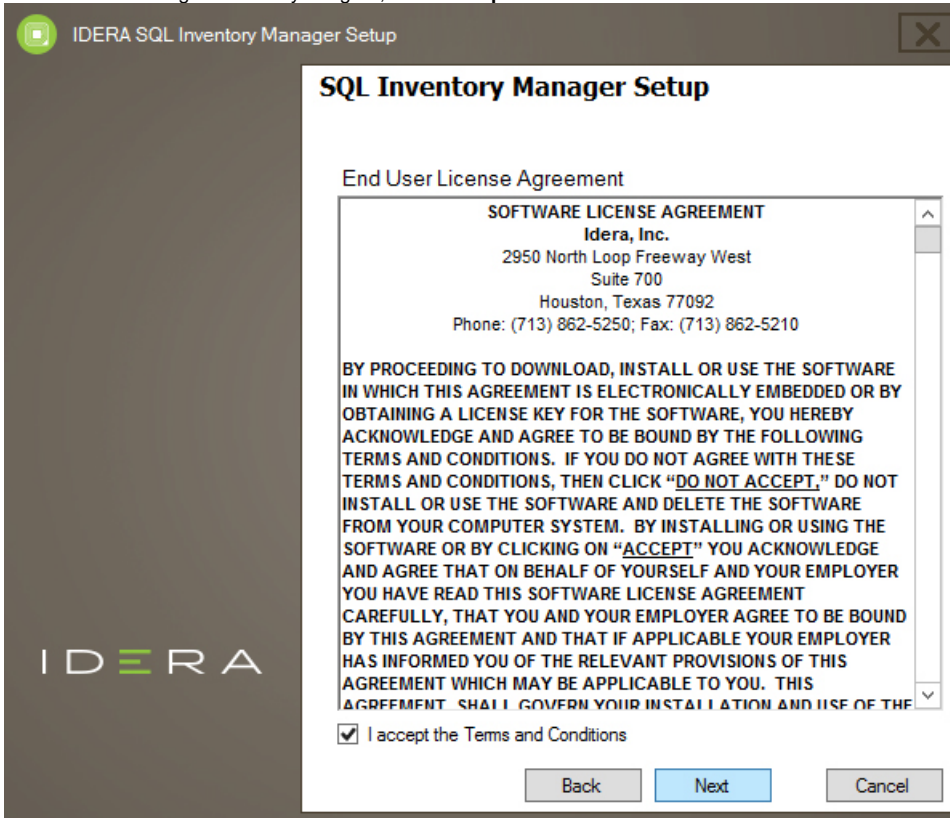 IDERA SQL Inventory Manager Setup
SQL Inventory Manager Setup
End User License Agreement
SOFTWARE LICENSE AGREEMENT
Idera, Inc.
2950 North Loop Freeway West
Suite 700
Houston, Texas 77092
Phone: (713) 862-5250; Fax: (713) 862-5210
BY PROCEEDING TO DOWNLOAD, INSTALL OR USE THE SOFTWARE
IN WHICH THIS AGREEMENT IS ELECTRONICALLY EMBEDDED OR BY
OBTAINING A LICENSE KEY FOR THE SOFTWARE, YOU HEREBY
ACKNOWLEDGE AND AGREE TO BE BOUND BY THE FOLLOWING
TERMS AND CONDITIONS. IF YOU DO NOT AGREE WITH THESE
TERMS AND CONDITIONS, THEN CLICK “DO NOT ACCEPT,” DO NOT
INSTALL OR USE THE SOFTWARE AND DELETE THE SOFTWARE
FROM YOUR COMPUTER SYSTEM. BY INSTALLING OR USING THE
SOFTWARE OR BY CLICKING ON “ACCEPT” YOU ACKNOWLEDGE
AND AGREE THAT ON BEHALF OF YOURSELF AND YOUR EMPLOYER
YOU HAVE READ THIS SOFTWARE LICENSE AGREEMENT
CAREFULLY, THAT YOU AND YOUR EMPLOYER AGREE TO BE BOUND
BY THIS AGREEMENT AND THAT IF APPLICABLE YOUR EMPLOYER
HAS INFORMED YOU OF THE RELEVANT PROVISIONS OF THIS
AGREEMENT WHICH MAY BE APPLICABLE TO YOU. THIS
AGREEMENT SHALL GOVERN YOUR INSTALLATION AND USE OF THE
IDERA
I accept the Terms and Conditions
Back Next Cancel